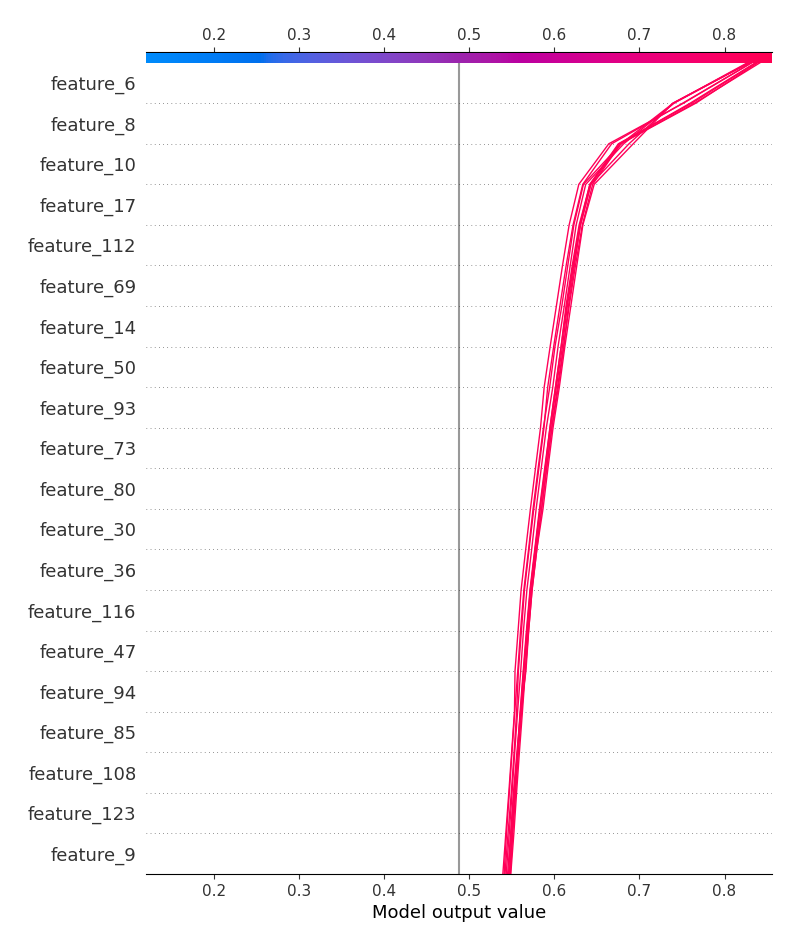 0.2 0.3 0.4 0.5 0.6 0.7 0.8
feature_6
feature_8
feature_10
feature_17
feature_112
feature_69
feature_14
feature_50
feature_93
feature_73
feature_80
feature_30
feature_36
feature_116
feature_47
feature_94
feature_85
feature_108
feature_123
feature_9
0.2 0.3 0.4 0.5 0.6 0.7 0.8
Model output value